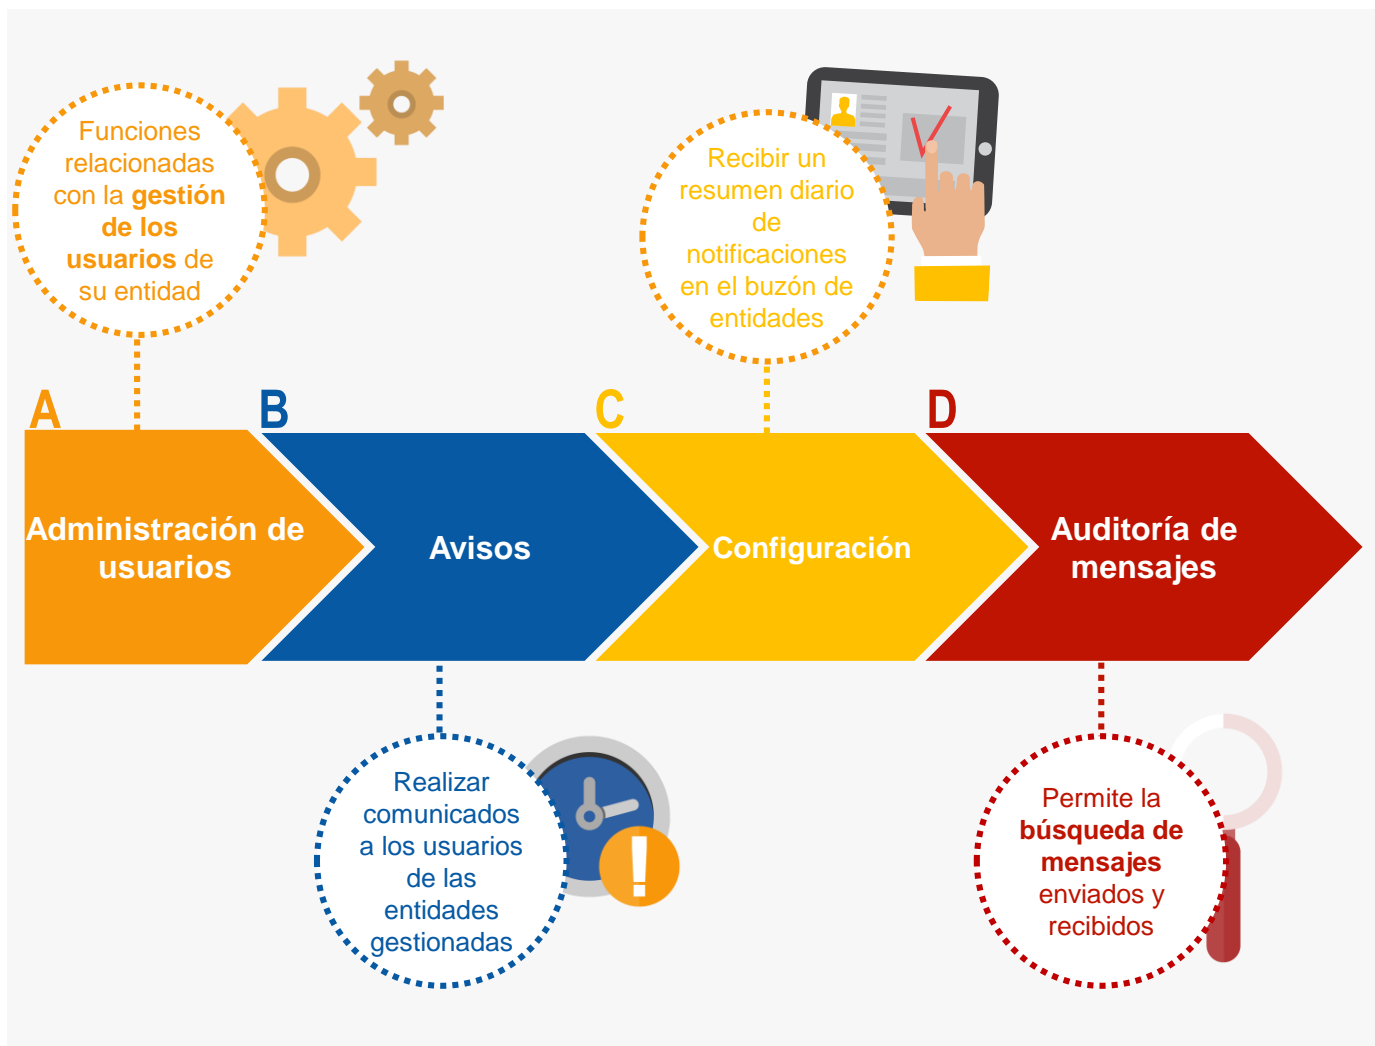 Funciones
relacionadas
con la gestión
de los
usuarios de
su entidad
Recibir un
resumen diario
de
notificaciones
en el buzón de
entidades
A
B
C
D
Administración de
usuarios
Avisos
Configuración
Auditoría de
mensajes
Realizar
comunicados
a los usuarios
de las
entidades
gestionadas
Permite la
búsqueda de
mensajes
enviados y
recibidos